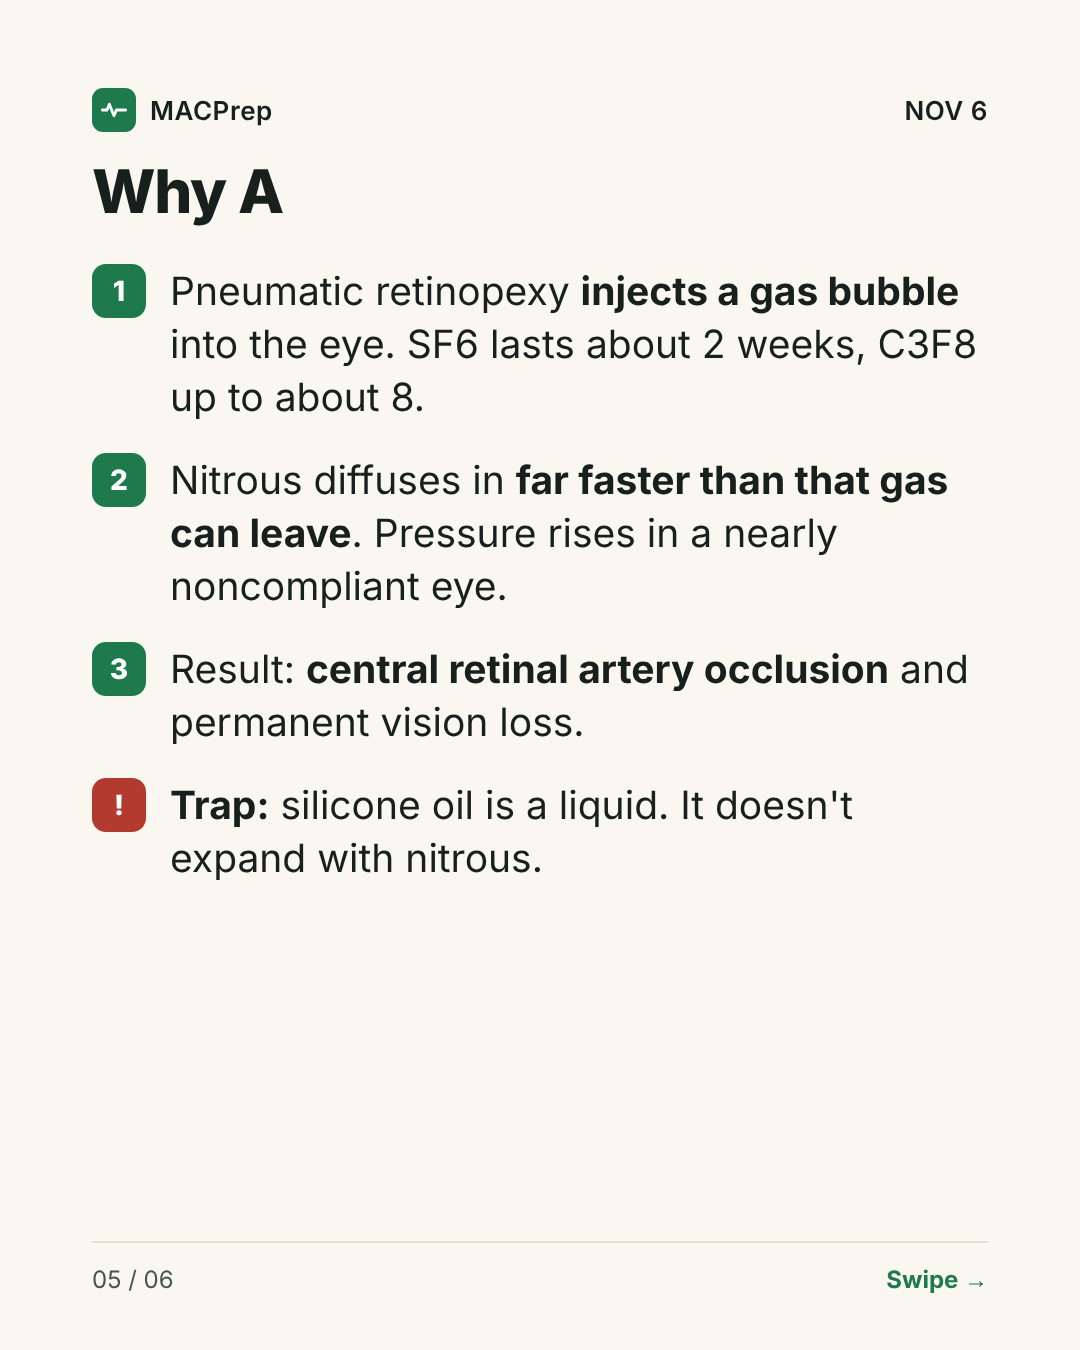 MACPrep
NOV 6
Why A
1
Pneumatic retinopexy injects a gas bubble
into the eye. SF6 lasts about 2 weeks, C3F8
up to about 8.
2
Nitrous diffuses in far faster than that gas
can leave. Pressure rises in a nearly
noncompliant eye.
3
Result: central retinal artery occlusion and
permanent vision loss.
!
Trap: silicone oil is a liquid. It doesn't
expand with nitrous.
05 / 06
Swipe →